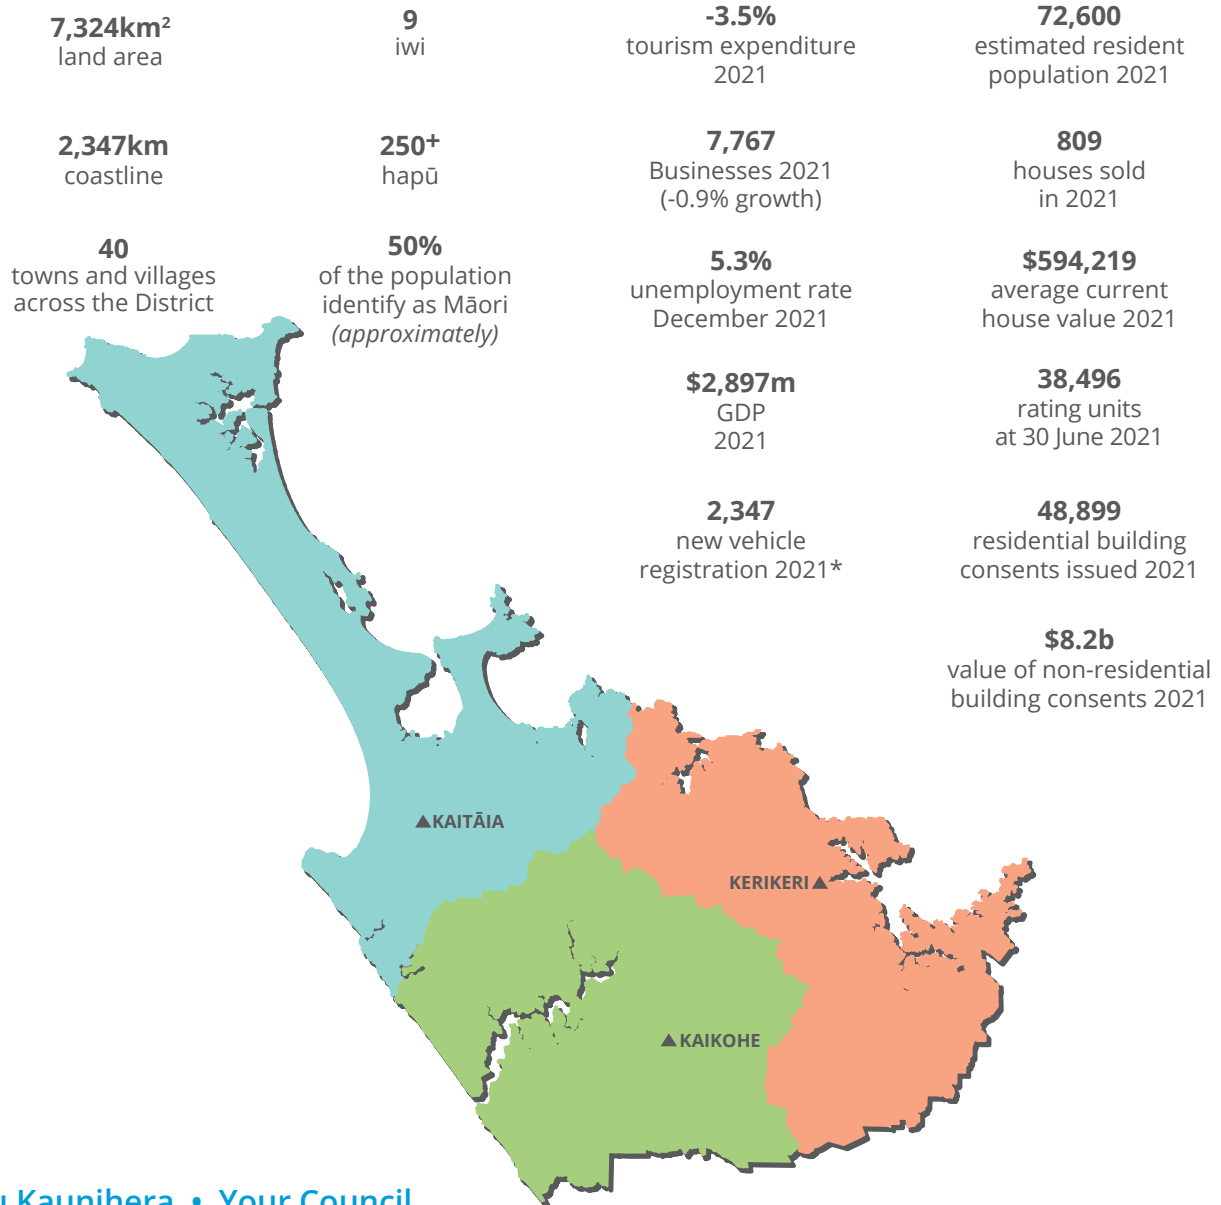 7,324km²
land area
2,347km
coastline
40
towns and villages
across the District
9
iwi
250+
hapū
50%
of the population
identify as Māori
(approximately)
-3.5%
tourism expenditure
2021
7,767
Businesses 2021
(-0.9% growth)
5.3%
unemployment rate
December 2021
$2,897m
GDP
2021
2,347
new vehicle
registration 2021*
72,600
estimated resident
population 2021
809
houses sold
in 2021
$594,219
average current
house value 2021
38,496
rating units
at 30 June 2021
48,899
residential building
consents issued 2021
$8.2b
value of non-residential
building consents 2021
KAITĀIA
KERIKERI
KAIKOHE
Kaunihera • Your Council